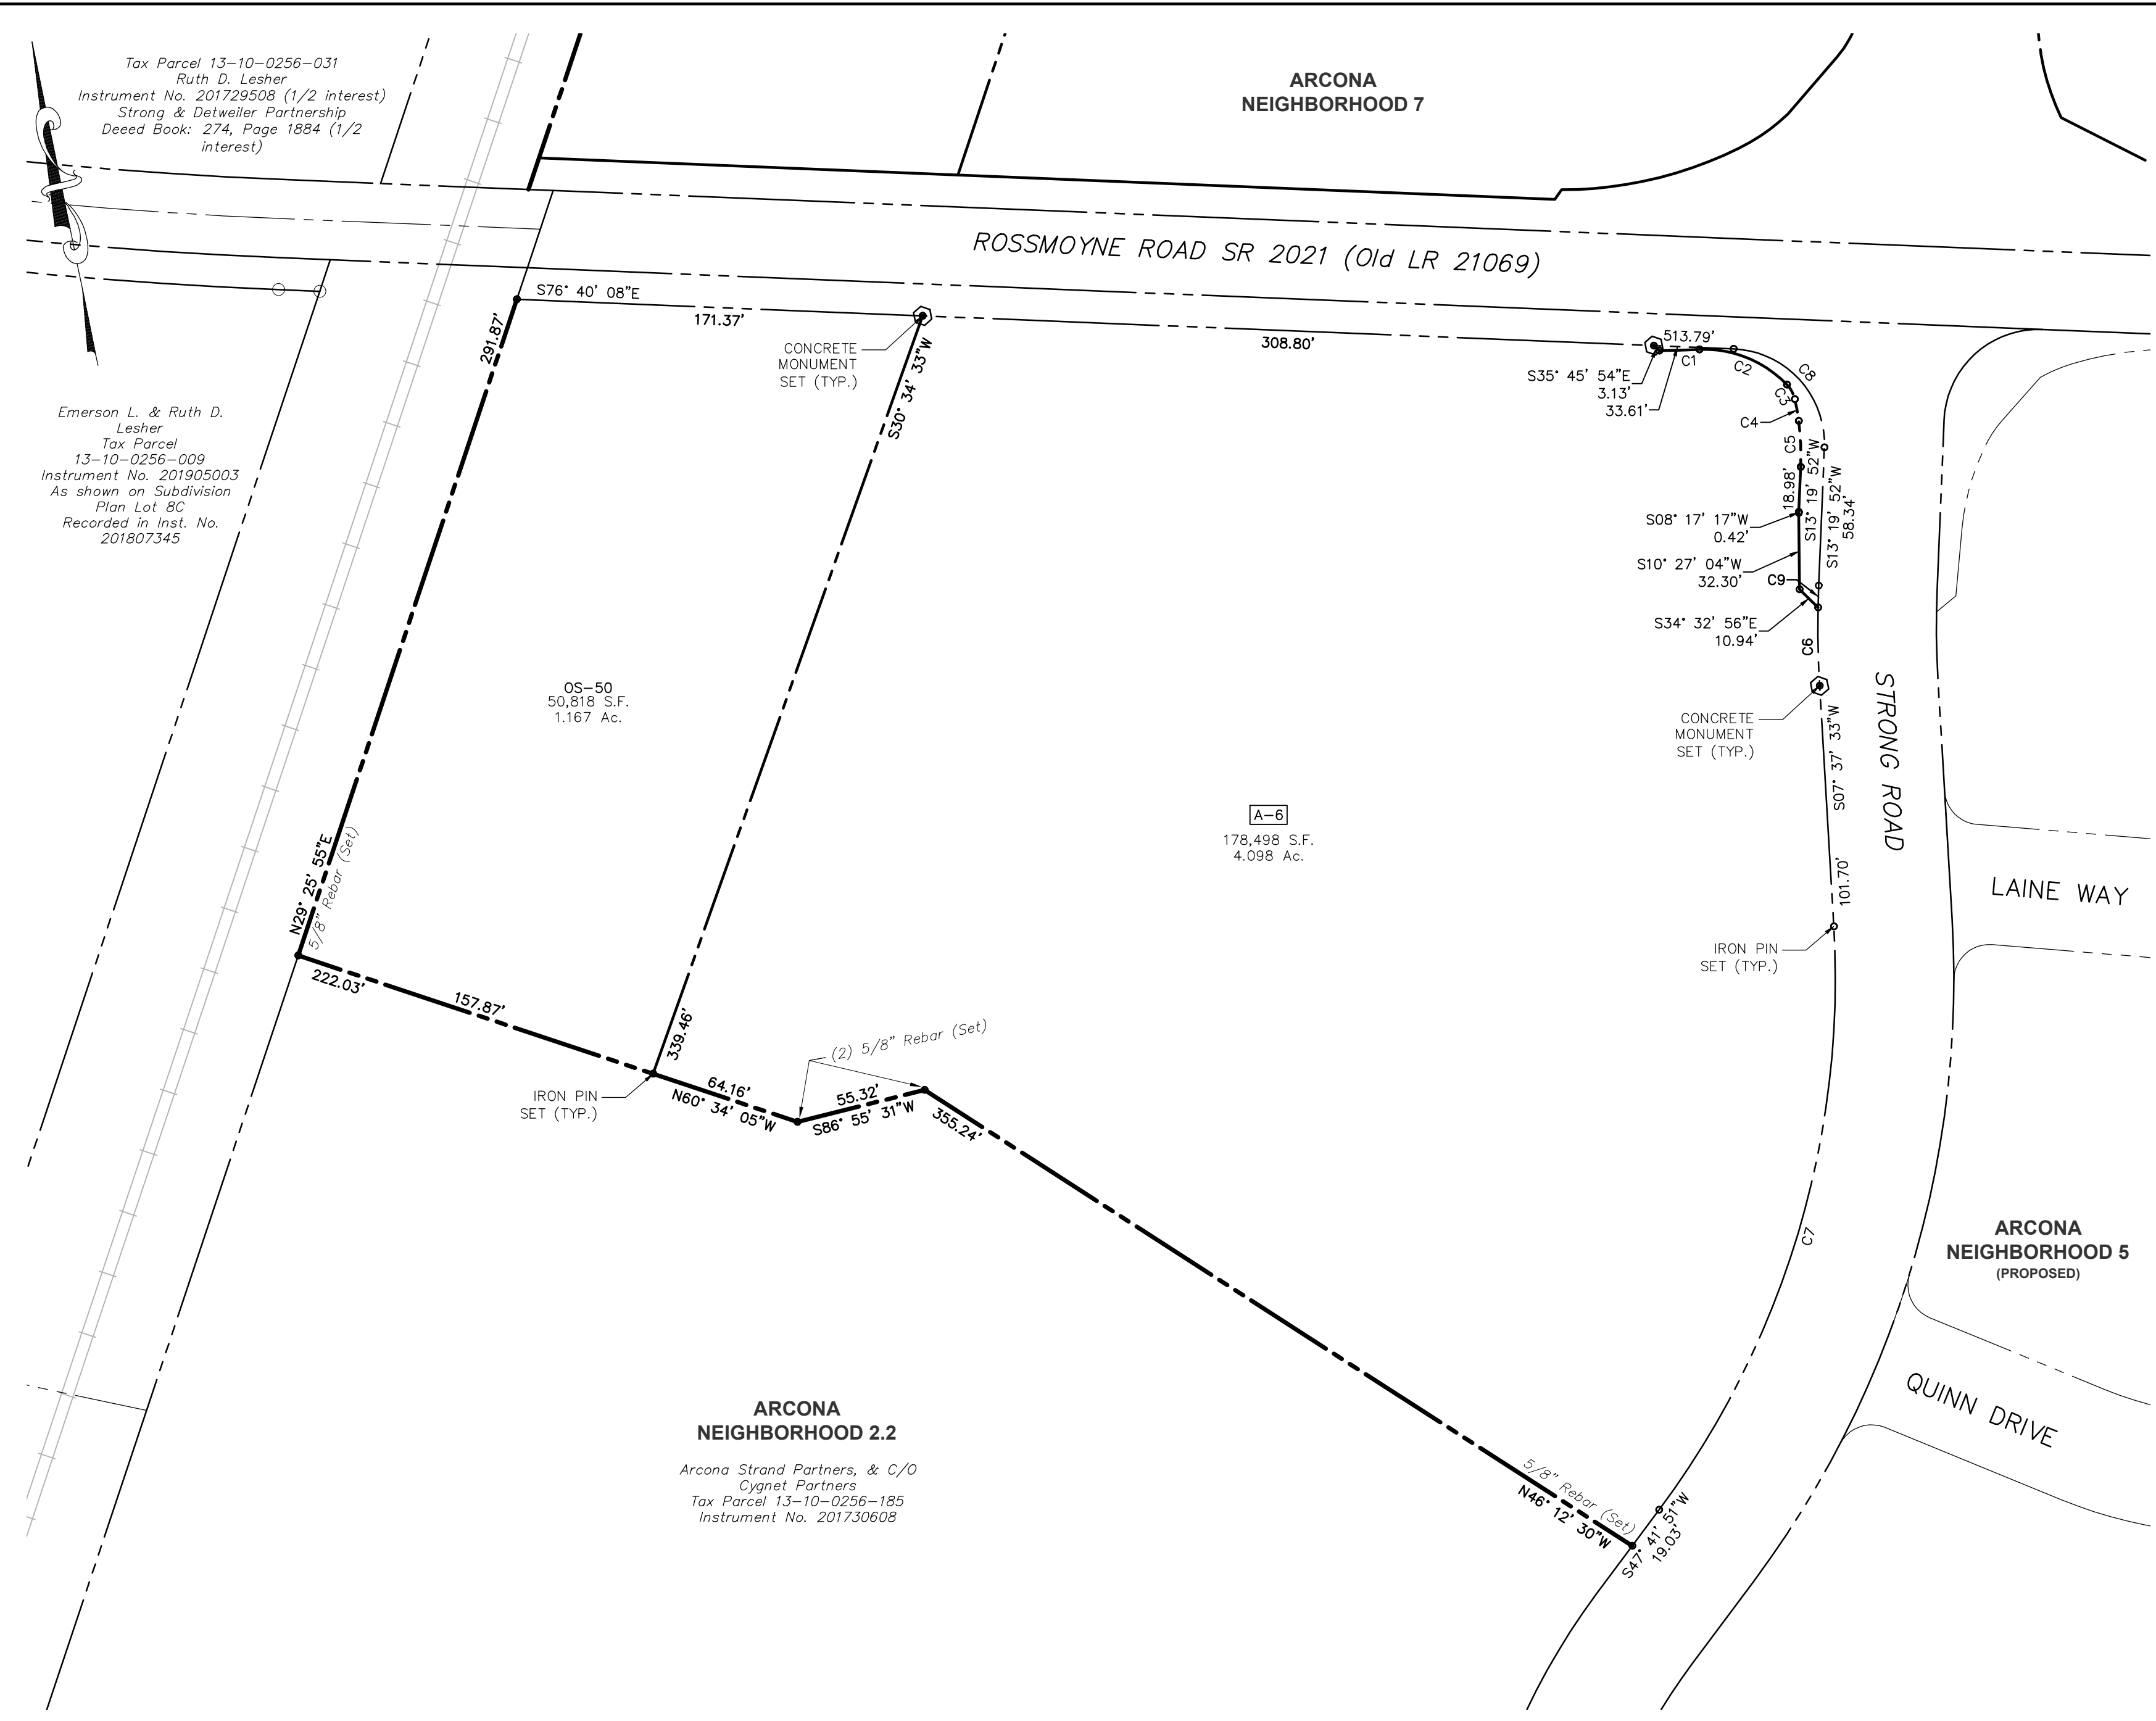 Tax Parcel 13-10-0256-031
Ruth D. Lesher
Instrument No. 201729508 (1/2 interest)
Strong & Detweiler Partnership
Deeed Book: 274, Page 1884 (1/2
interest)
ARCONA
NEIGHBORHOOD 7
ROSSMOYNE ROAD SR 2021 (Old LR 21069)
S76° 40' 08"E
171.37'
308.80'
513.79'
291.87'
CONCRETE
MONUMENT
SET (TYP.)
S30° 34' 33"W
S35° 45' 54"E
3.13'
33.61'
C1
C2
C8
C3
C4
C5
18.98'
S13° 19' 52"W
S13° 19' 52"W
58.34'
S08° 17' 17"W
0.42'
S10° 27' 04"W
32.30'
C9
S34° 32' 56"E
10.94'
C6
Emerson L. & Ruth D.
Lesher
Tax Parcel
13-10-0256-009
Instrument No. 201905003
As shown on Subdivision
Plan Lot 8C
Recorded in Inst. No.
201807345
OS-50
50,818 S.F.
1.167 Ac.
STRONG ROAD
CONCRETE
MONUMENT
SET (TYP.)
S07° 37' 33"W
101.70'
A-6
178,498 S.F.
4.098 Ac.
LAINE WAY
IRON PIN
SET (TYP.)
N29° 25' 55"E
5/8" Rebar (Set)
222.03'
157.87'
339.46'
(2) 5/8" Rebar (Set)
IRON PIN
SET (TYP.)
64.16'
N60° 34' 05"W
55.32'
S86° 55' 31"W
355.24'
C7
ARCONA
NEIGHBORHOOD 5
(PROPOSED)
QUINN DRIVE
ARCONA
NEIGHBORHOOD 2.2
Arcona Strand Partners, & C/O
Cygnet Partners
Tax Parcel 13-10-0256-185
Instrument No. 201730608
5/8" Rebar (Set)
N46° 12' 30"W
S47° 41' 51"W
19.03'